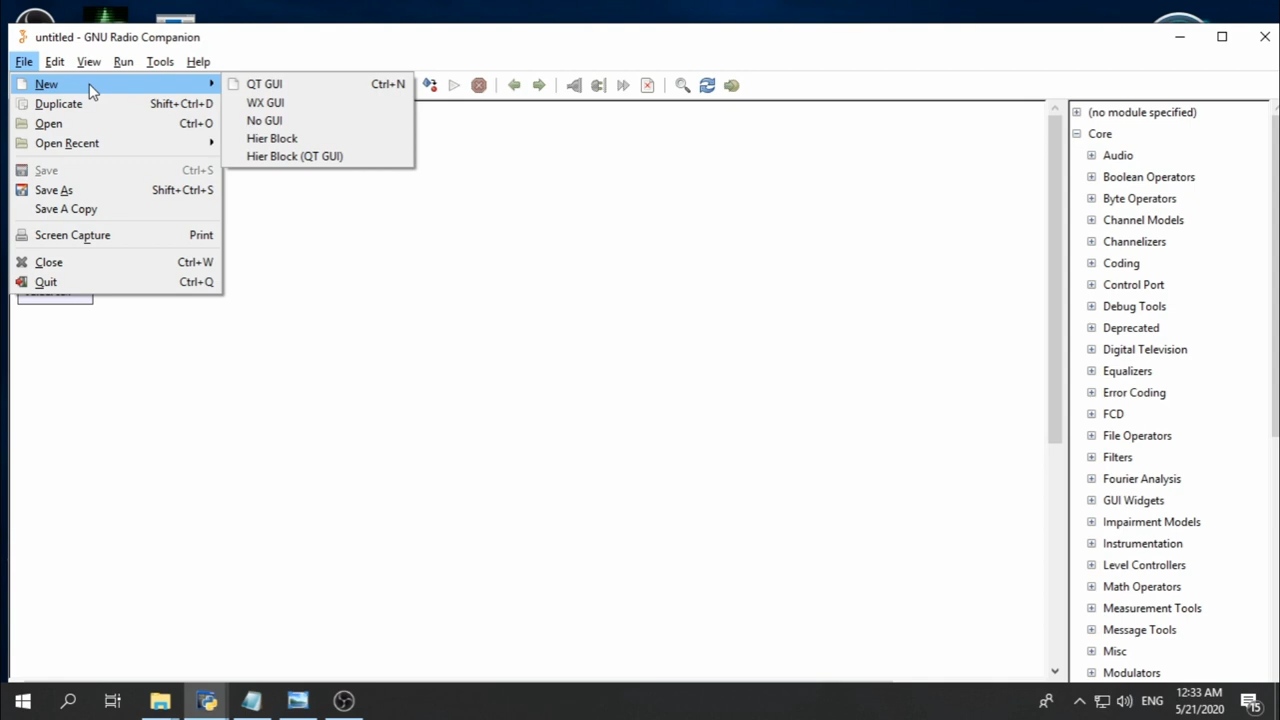 untitled - GNU Radio Companion
File Edit View Run Tools Help
New
Duplicate Shift+Ctrl+D
Open Ctrl+O
Open Recent
Save Ctrl+S
Save As Shift+Ctrl+S
Save A Copy
Screen Capture Print
Close Ctrl+W
Quit Ctrl+Q
QT GUI Ctrl+N
WX GUI
No GUI
Hier Block
Hier Block (QT GUI)
(no module specified)
Core
Audio
Boolean Operators
Byte Operators
Channel Models
Channelizers
Coding
Control Port
Debug Tools
Deprecated
Digital Television
Equalizers
Error Coding
FCD
File Operators
Filters
Fourier Analysis
GUI Widgets
Impairment Models
Instrumentation
Level Controllers
Math Operators
Measurement Tools
Message Tools
Misc
Modulators
ENG
12:33 AM
5/21/2020
15